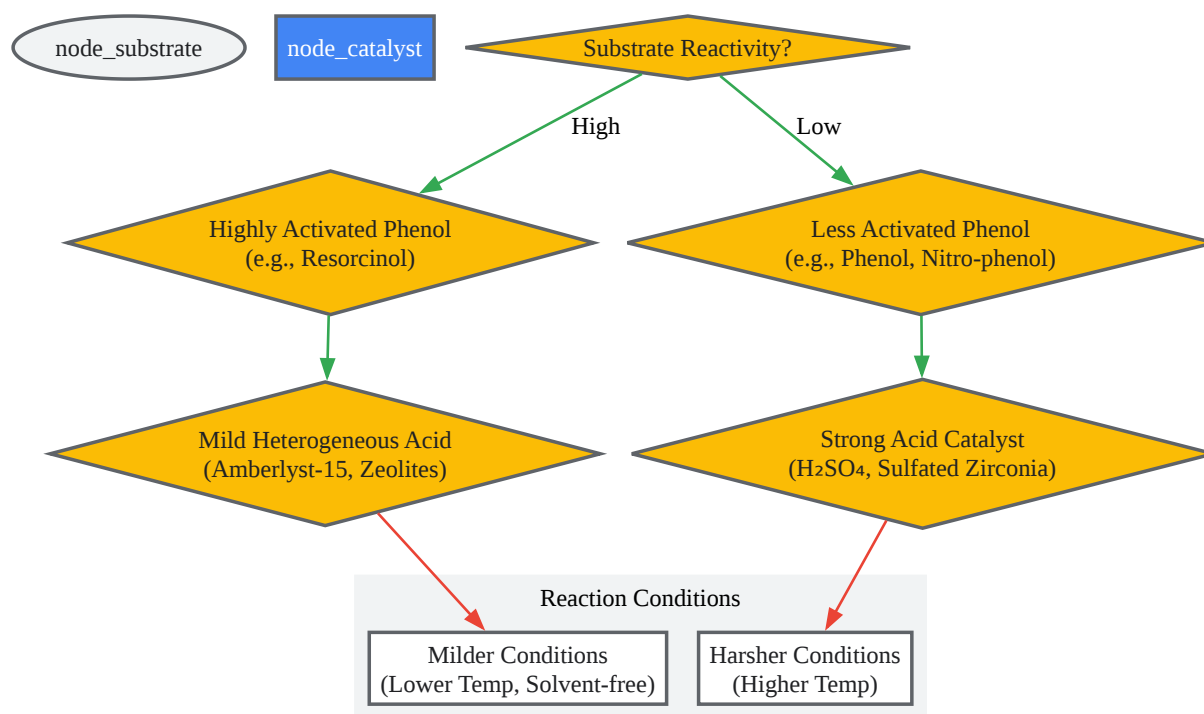 node_substrate
node_catalyst
Substrate Reactivity?
High
Low
Highly Activated Phenol
(e.g., Resorcinol)
Less Activated Phenol
(e.g., Phenol, Nitro-phenol)
Mild Heterogeneous Acid
(Amberlyst-15, Zeolites)
Strong Acid Catalyst
(H₂SO₄, Sulfated Zirconia)
Reaction Conditions
Milder Conditions
(Lower Temp, Solvent-free)
Harsher Conditions
(Higher Temp)